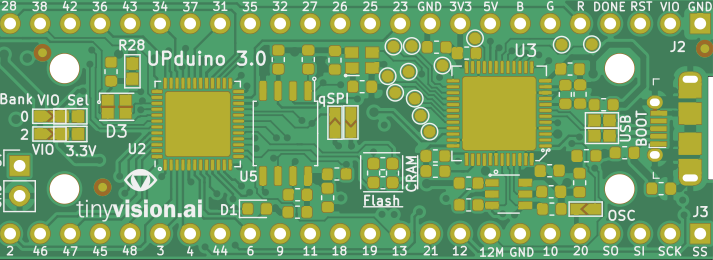 28 38 42 36 43 34 37 31 35 32 27 26 25 23 GND 3V3 5V B G R DONE RST VIO GND
R28
UPduino 3.0
U3
J2
Bank VIO Sel
qSPI
0
D3
2
VIO 3.3V
U2
USB
BOOT
CRAM
U5
tinyvision.ai
D1
Flash
OSC
J3
2 46 47 45 48 3 4 44 6 9 11 18 19 13 21 12 12M GND 10 20 SO SI SCK SS